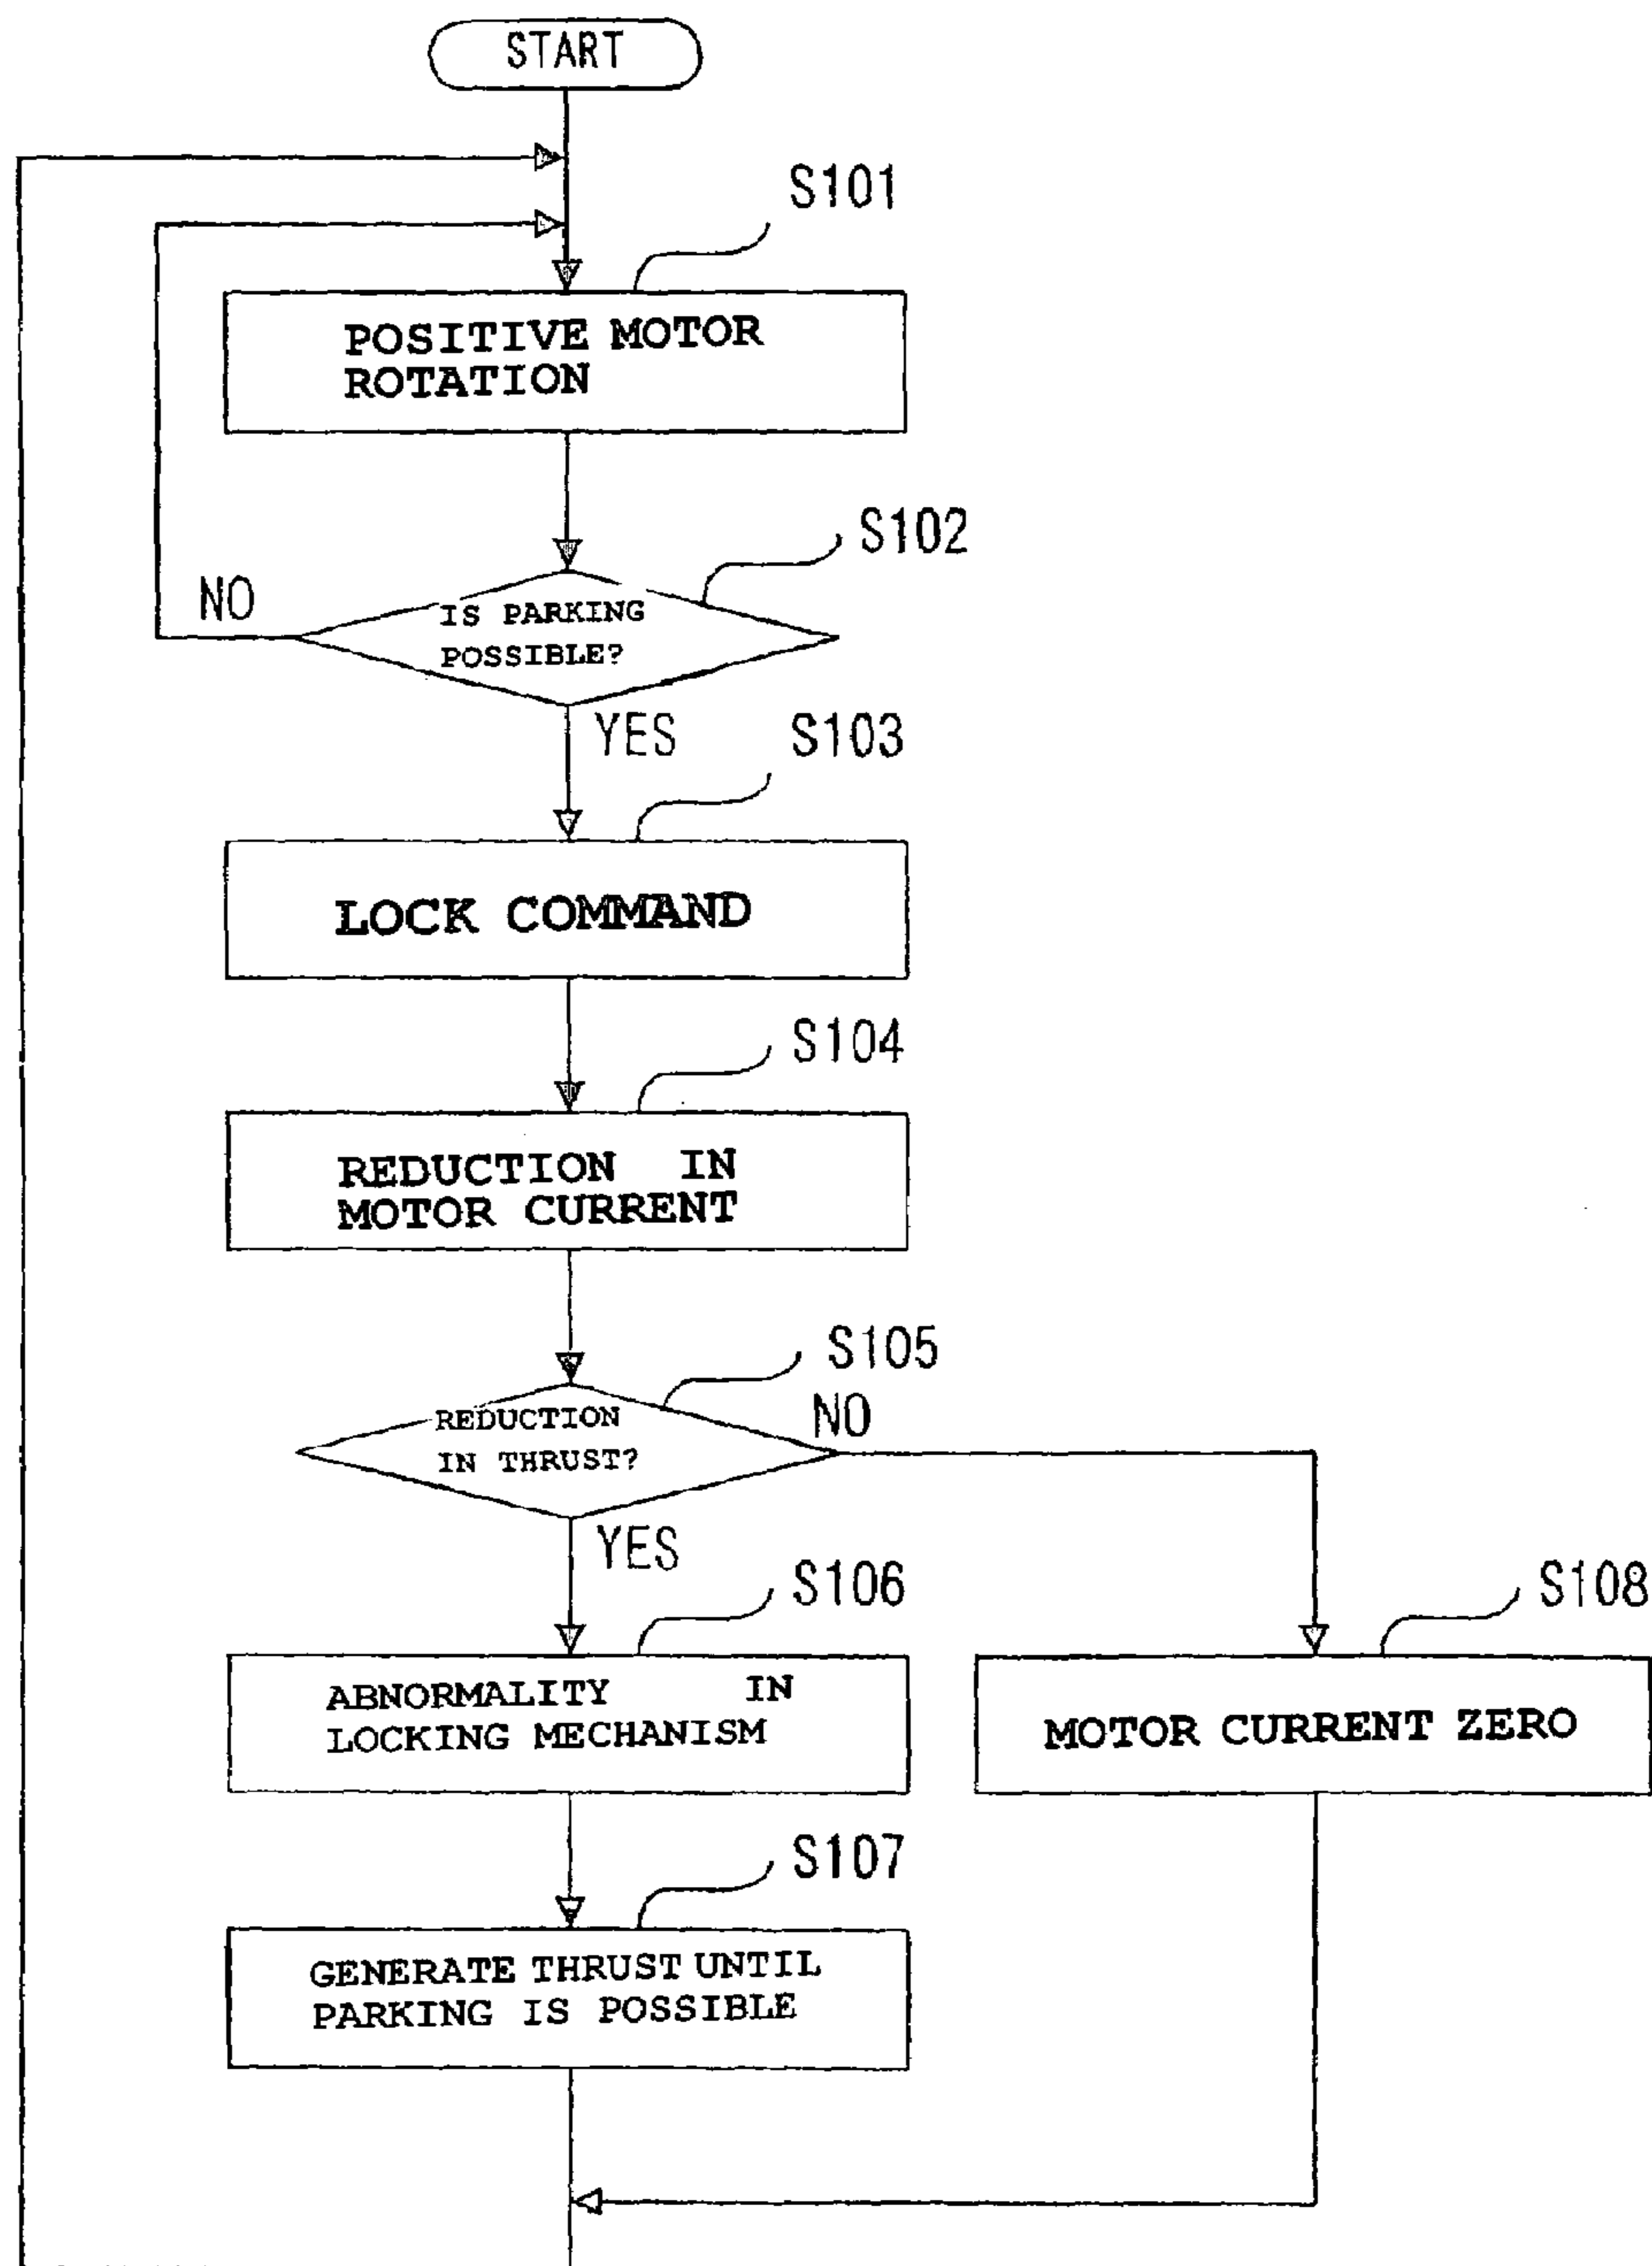 START
S101
POSITIVE MOTOR
ROTATION
S102
NO
IS PARKING
POSSIBLE?
YES
S103
LOCK COMMAND
S104
REDUCTION IN
MOTOR CURRENT
S105
NO
REDUCTION
IN THRUST?
YES
S106
S108
ABNORMALITY IN
LOCKING MECHANISM
MOTOR CURRENT ZERO
S107
GENERATE THRUST UNTIL
PARKING IS POSSIBLE